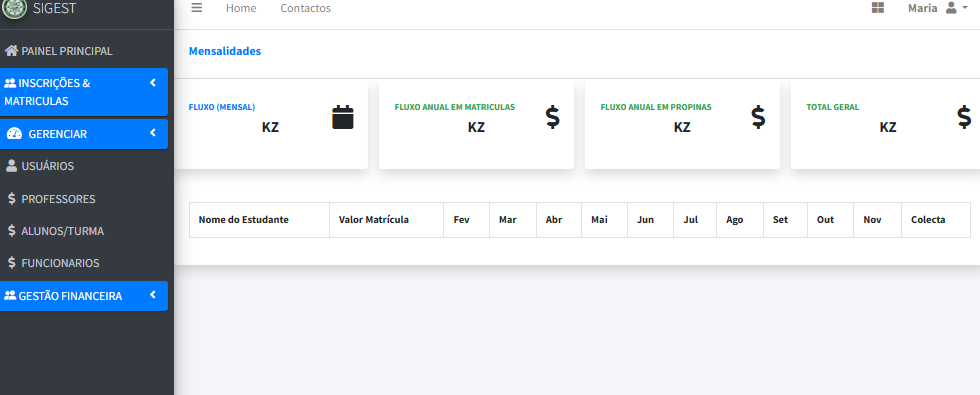 SIGEST
Home Contactos
Maria
PAINEL PRINCIPAL
INSCRIÇÕES &
MATRICULAS
GERENCIAR
USUÁRIOS
PROFESSORES
ALUNOS/TURMA
FUNCIONARIOS
GESTÃO FINANCEIRA
Mensalidades
FLUXO (MENSAL)
KZ
FLUXO ANUAL EM MATRICULAS
KZ
FLUXO ANUAL EM PROPINAS
KZ
TOTAL GERAL
KZ
Nome do Estudante Valor Matrícula Fev Mar Abr Mai Jun Jul Ago Set Out Nov Colecta